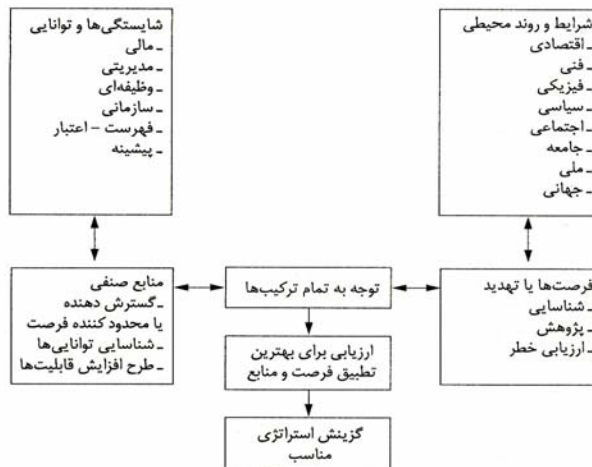 شرایط و روند محیطی
ـ اقتصادی
ـ فنی
ـ فیزیکی
ـ سیاسی
ـ اجتماعی
ـ جامعه
ـ ملی
ـ جهانی
شایستگی‌ها و توانایی
ـ مالی
ـ مدیریتی
ـ وظیفه‌ای
ـ سازمانی
ـ فهرست – اعتبار
ـ پیشینه
فرصت‌ها یا تهدید
ـ شناسایی
ـ پژوهش
ـ ارزیابی خطر
توجه به تمام ترکیب‌ها
منابع صنفی
ـ گسترش دهنده
یا محدود کننده فرصت
ـ شناسایی توانایی‌ها
ـ طرح افزایش قابلیت‌ها
ارزیابی برای بهترین
تطبیق فرصت و منابع
گزینش استراتژی
مناسب